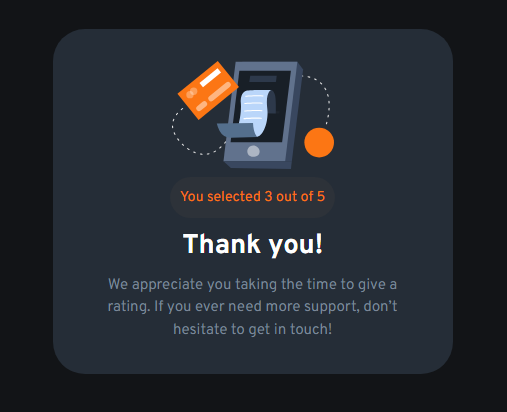 You selected 3 out of 5
Thank you!
We appreciate you taking the time to give a
rating. If you ever need more support, don't
hesitate to get in touch!